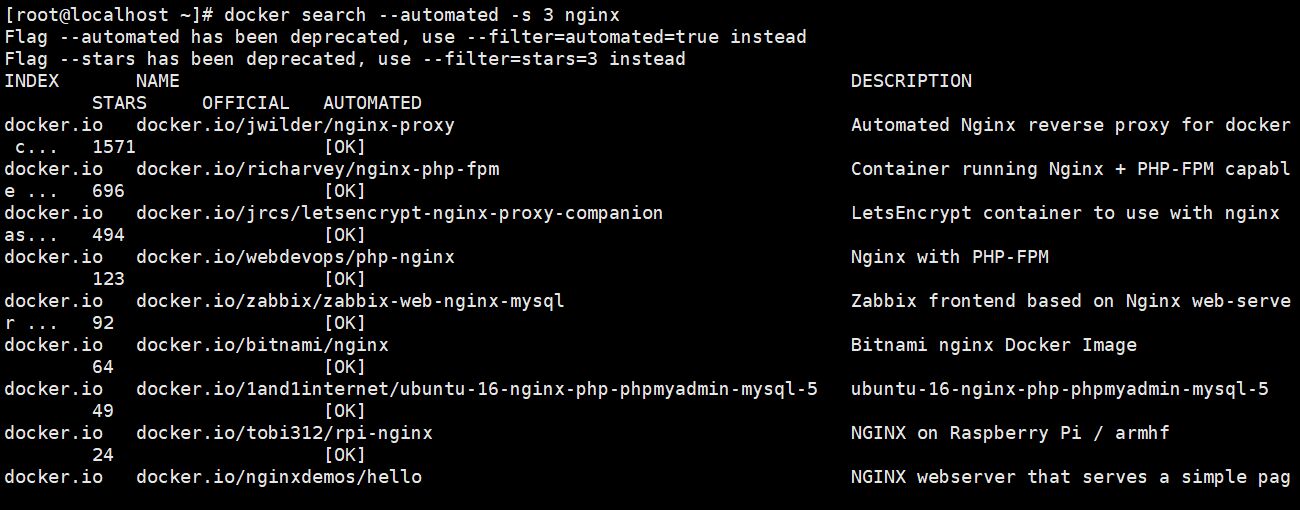 [root@localhost ~]# docker search --automated -s 3 nginx
Flag --automated has been deprecated, use --filter=automated=true instead
Flag --stars has been deprecated, use --filter=stars=3 instead
INDEX       NAME                                                             DESCRIPTION
        STARS     OFFICIAL   AUTOMATED
docker.io   docker.io/jwilder/nginx-proxy                                    Automated Nginx reverse proxy for docker
 c...   1571                 [OK]
docker.io   docker.io/richarvey/nginx-php-fpm                                Container running Nginx + PHP-FPM capabl
e ...   696                  [OK]
docker.io   docker.io/jrcs/letsencrypt-nginx-proxy-companion                 LetsEncrypt container to use with nginx
as...   494                  [OK]
docker.io   docker.io/webdevops/php-nginx                                    Nginx with PHP-FPM
        123                  [OK]
docker.io   docker.io/zabbix/zabbix-web-nginx-mysql                          Zabbix frontend based on Nginx web-serve
r ...   92                   [OK]
docker.io   docker.io/bitnami/nginx                                          Bitnami nginx Docker Image
        64                   [OK]
docker.io   docker.io/1and1internet/ubuntu-16-nginx-php-phpmyadmin-mysql-5   ubuntu-16-nginx-php-phpmyadmin-mysql-5
        49                   [OK]
docker.io   docker.io/tobi312/rpi-nginx                                      NGINX on Raspberry Pi / armhf
        24                   [OK]
docker.io   docker.io/nginxdemos/hello                                       NGINX webserver that serves a simple pag